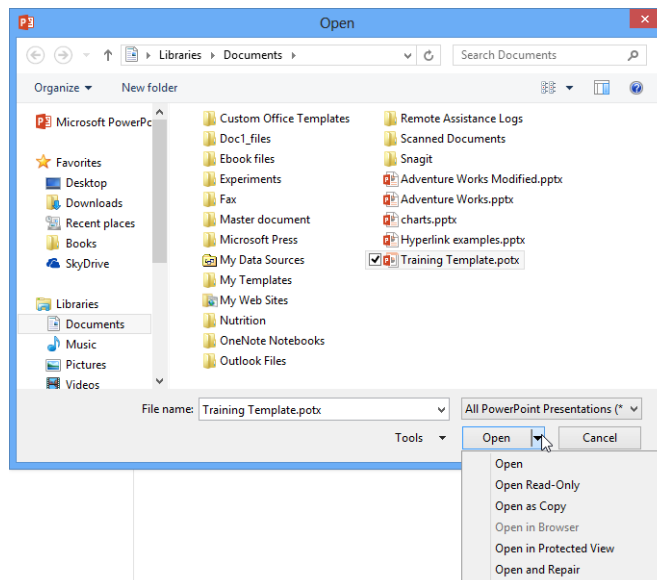 Open
Libraries Documents
Search Documents
Organize New folder
Microsoft PowerPc
Favorites
Desktop
Downloads
Recent places
Books
SkyDrive
Libraries
Documents
Music
Pictures
Videos
Custom Office Templates
Doc1_files
Ebook files
Experiments
Fax
Master document
Microsoft Press
My Data Sources
My Templates
My Web Sites
Nutrition
OneNote Notebooks
Outlook Files
Remote Assistance Logs
Scanned Documents
Snagit
Adventure Works Modified.pptx
Adventure Works.pptx
charts.pptx
Hyperlink examples.pptx
Training Template.potx
File name: Training Template.potx All PowerPoint Presentations (*
Tools Open Cancel
Open
Open Read-Only
Open as Copy
Open in Browser
Open in Protected View
Open and Repair